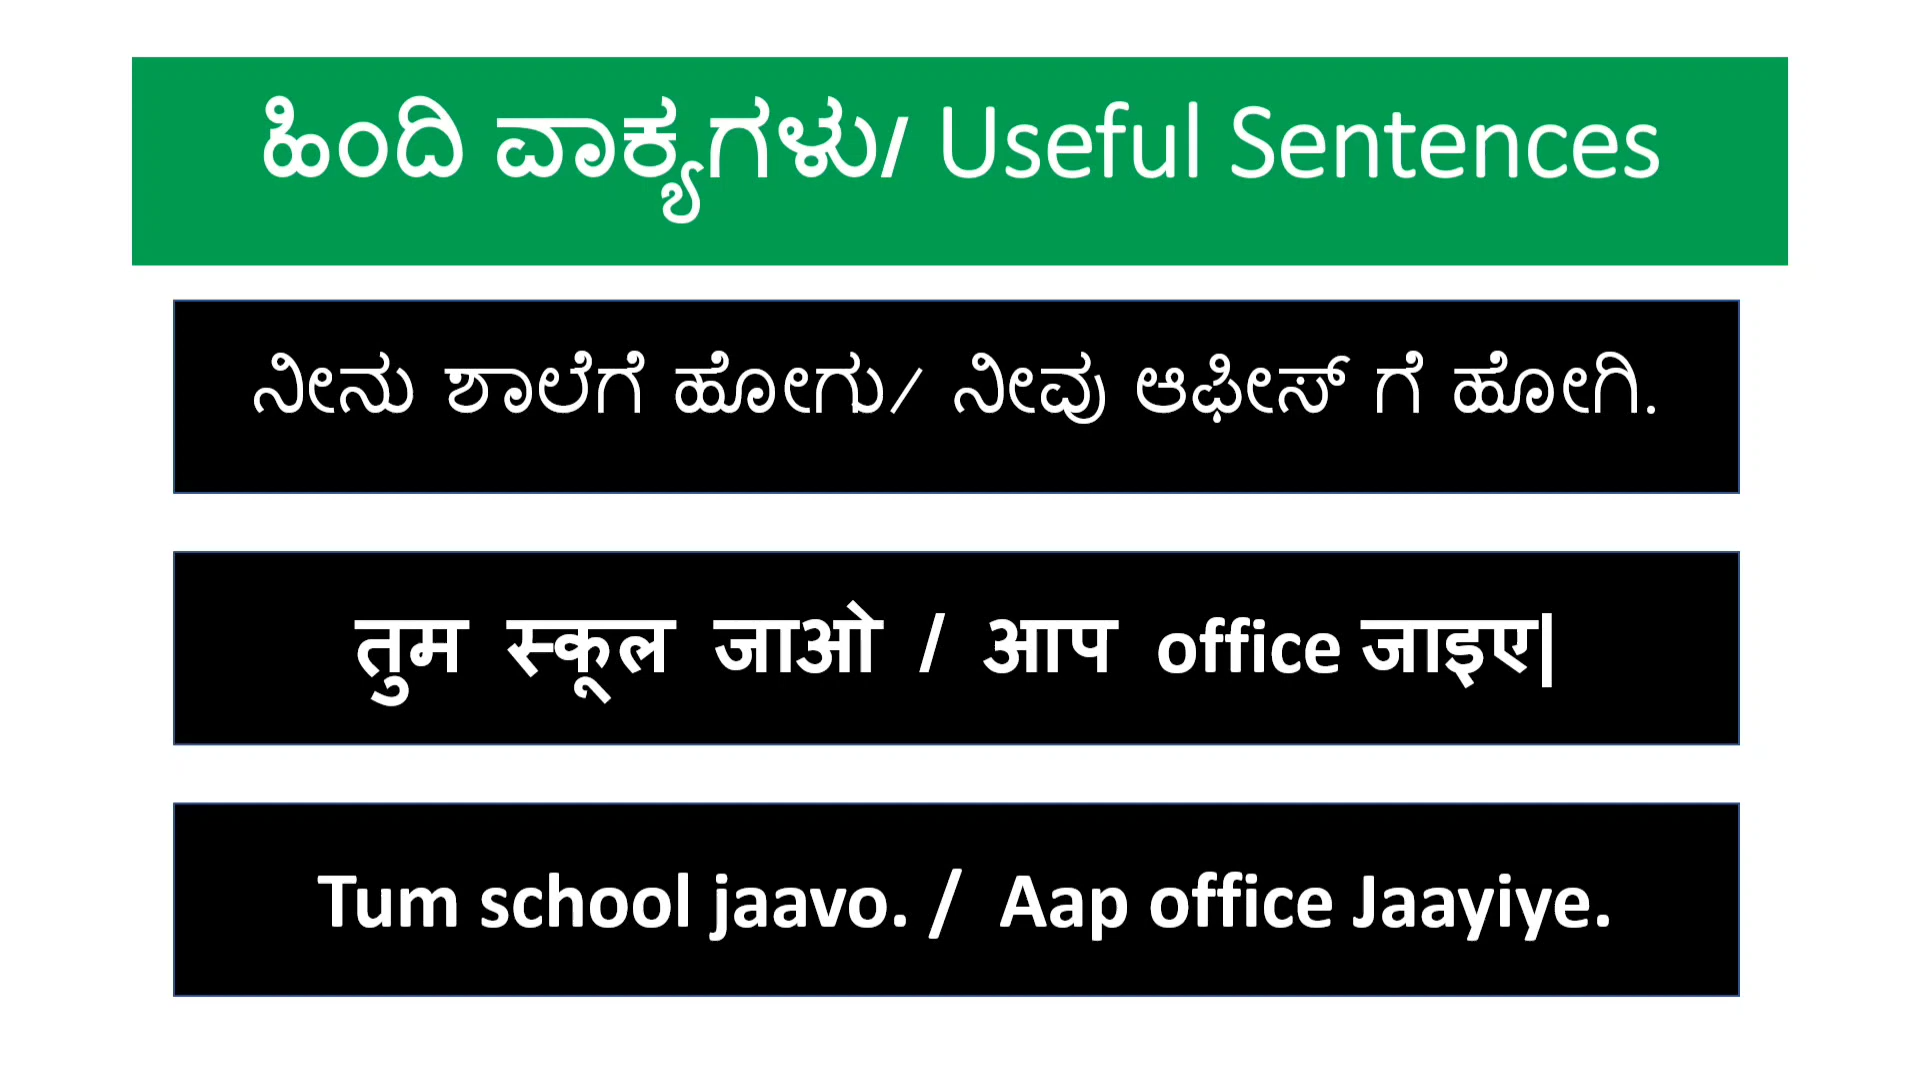 ಹಿಂದಿ ವಾಕ್ಯಗಳು/ Useful Sentences
ನೀನು ಶಾಲೆಗೆ ಹೋಗು/ ನೀವು ಆಫೀಸ್ ಗೆ ಹೋಗಿ.
तुम स्कूल जाओ / आप office जाइए|
Tum school jaavo. / Aap office Jaayiye.